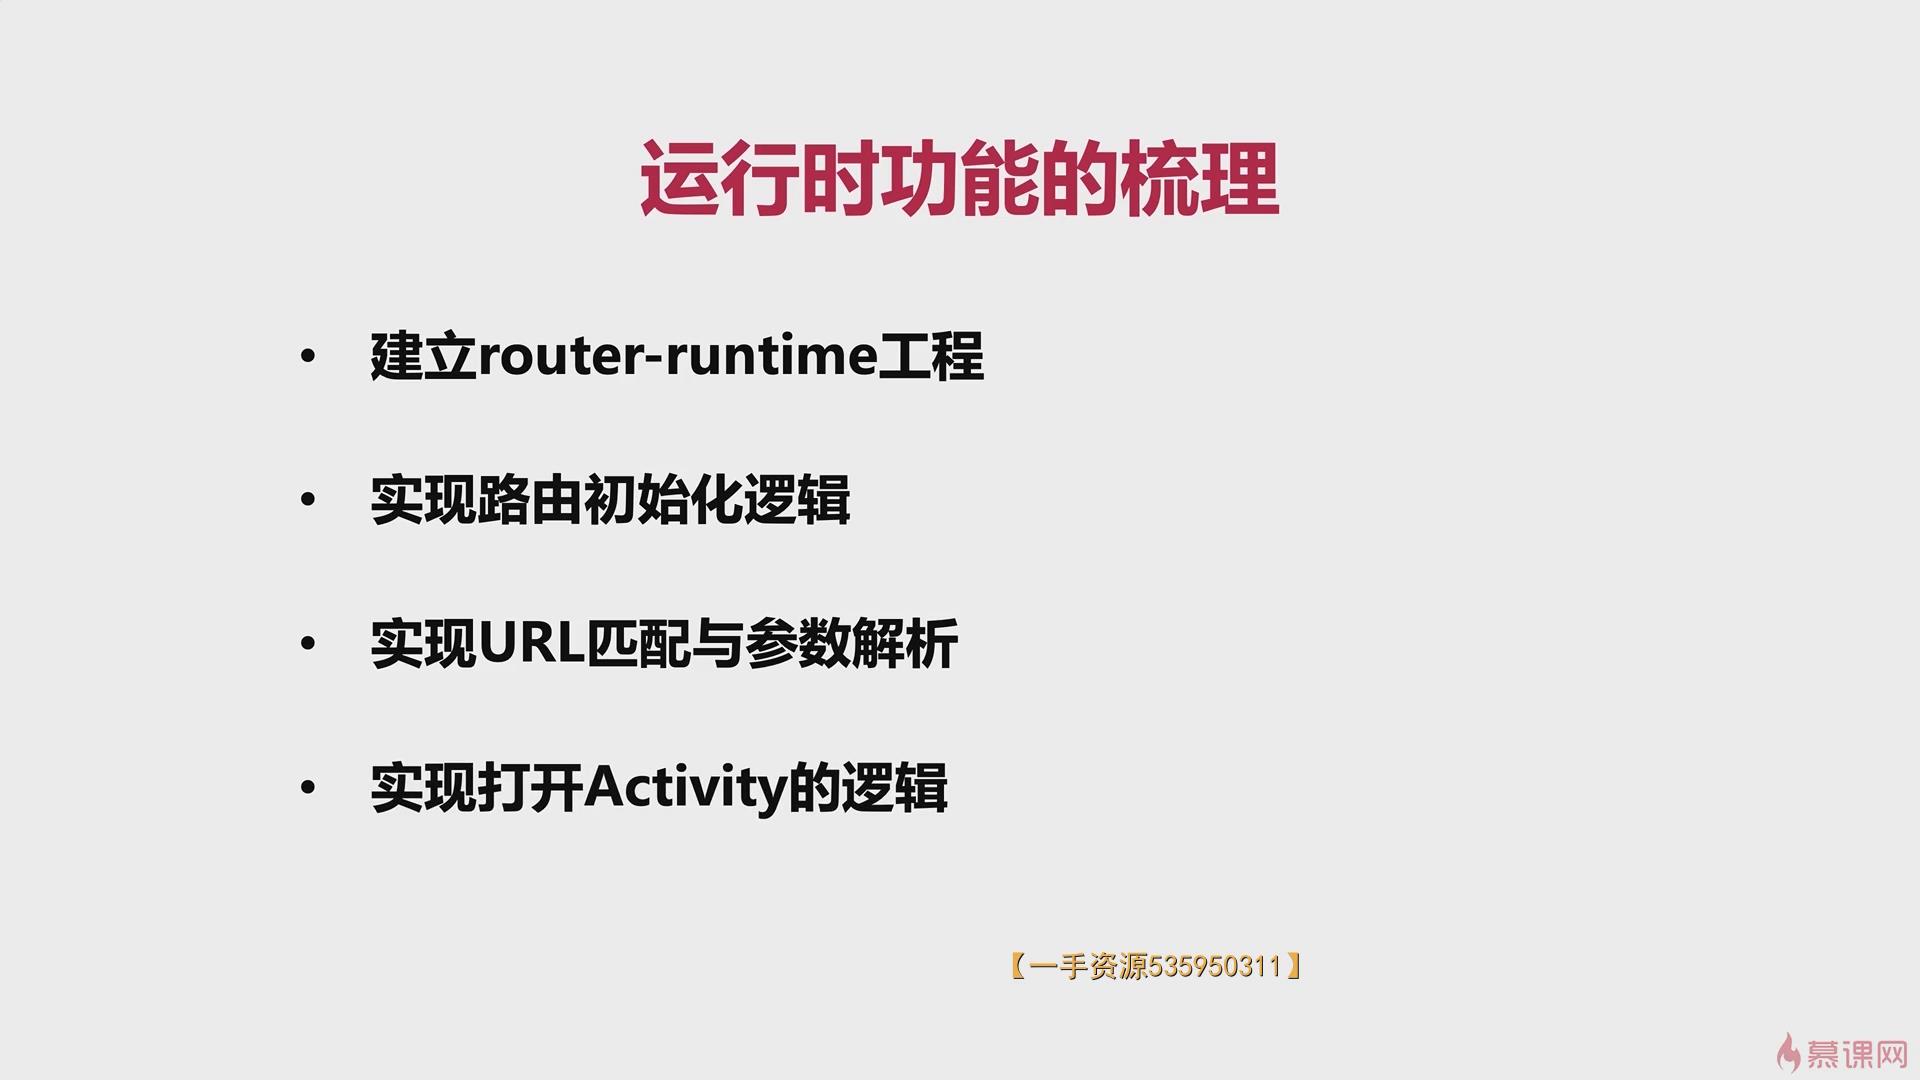 运行时功能的梳理
• 建立router-runtime工程
• 实现路由初始化逻辑
• 实现URL匹配与参数解析
• 实现打开Activity的逻辑
【一手资源535950311】
慕课网